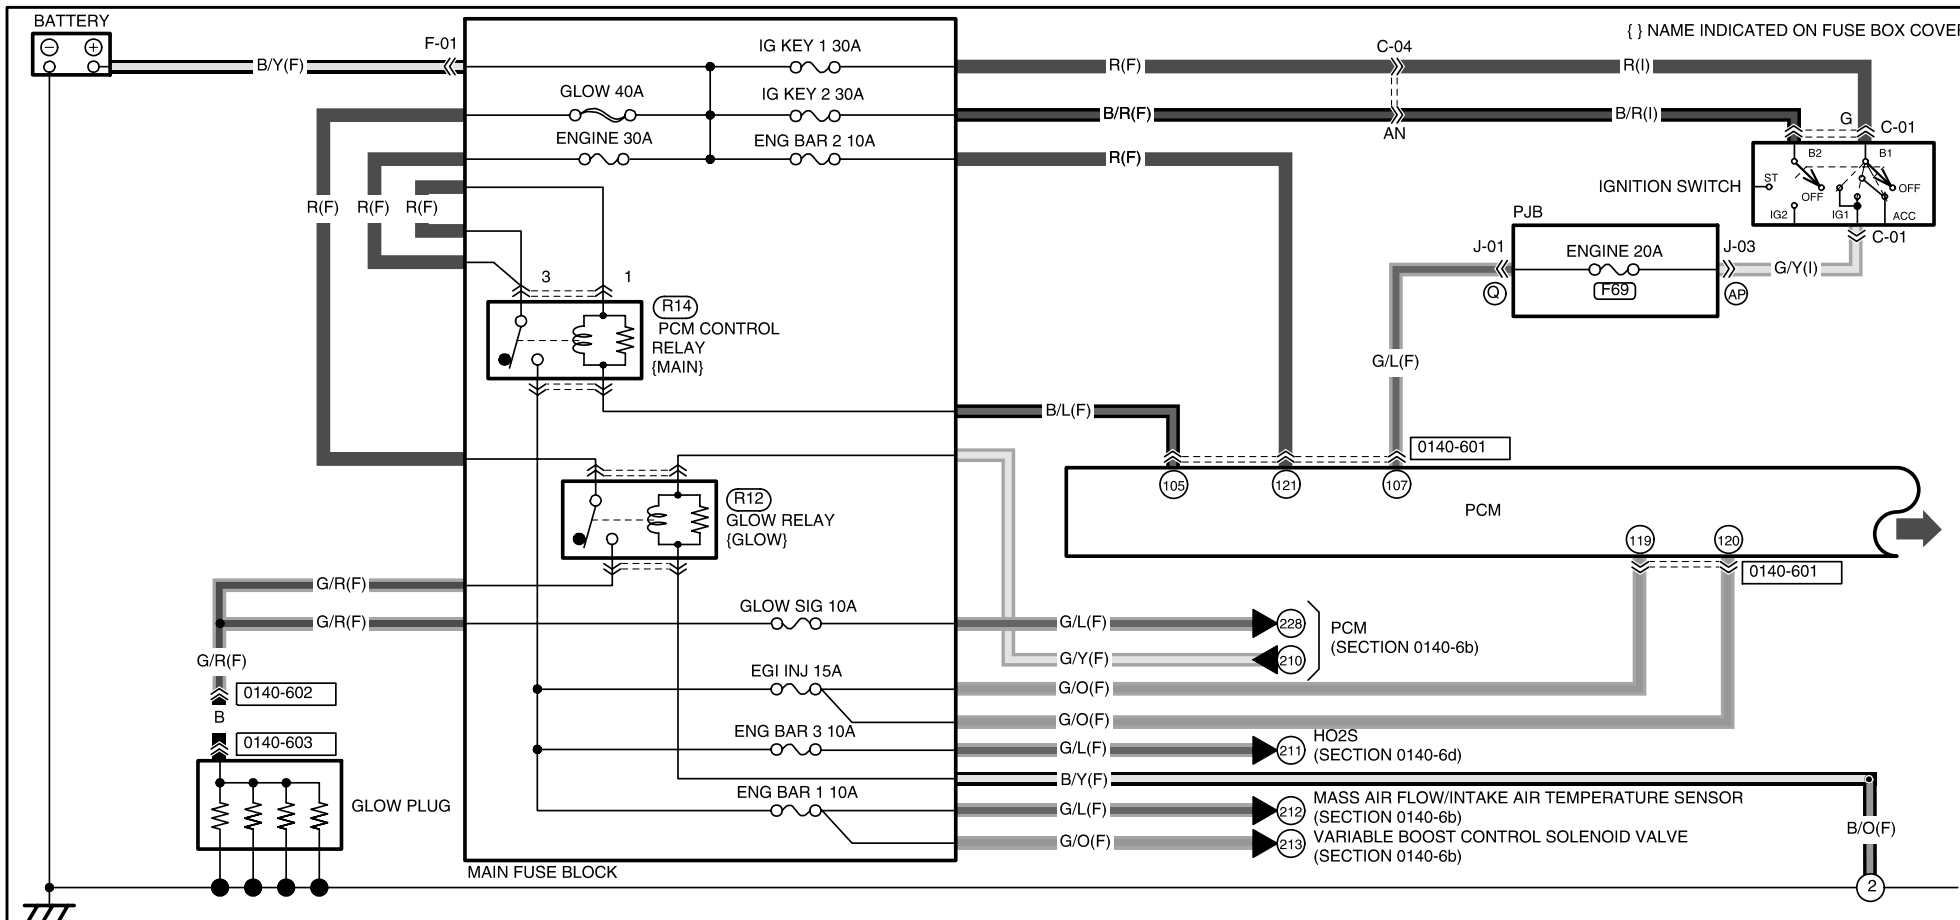 BATTERY
{ } NAME INDICATED ON FUSE BOX COVER
F-01
IG KEY 1 30A
C-04
B/Y(F)
R(F)
R(I)
GLOW 40A
IG KEY 2 30A
B/R(F)
B/R(I)
G
C-01
AN
ENGINE 30A
ENG BAR 2 10A
R(F)
B2
B1
ST
OFF
OFF
IGNITION SWITCH
IG2
IG1
ACC
R(F)
R(F)
R(F)
PJB
C-01
J-01
ENGINE 20A
J-03
G/Y(I)
F69
Q
AP
3
1
R14
PCM CONTROL
RELAY
{MAIN}
G/L(F)
B/L(F)
0140-601
105
121
107
PCM
R12
GLOW RELAY
{GLOW}
119
120
0140-601
G/R(F)
GLOW SIG 10A
G/R(F)
G/L(F)
228
PCM
(SECTION 0140-6b)
G/R(F)
G/Y(F)
210
EGI INJ 15A
G/O(F)
0140-602
B
G/O(F)
0140-603
ENG BAR 3 10A
G/L(F)
211
HO2S
(SECTION 0140-6d)
B/Y(F)
GLOW PLUG
ENG BAR 1 10A
G/L(F)
212
MASS AIR FLOW/INTAKE AIR TEMPERATURE SENSOR
(SECTION 0140-6b)
B/O(F)
G/O(F)
213
VARIABLE BOOST CONTROL SOLENOID VALVE
(SECTION 0140-6b)
MAIN FUSE BLOCK
2